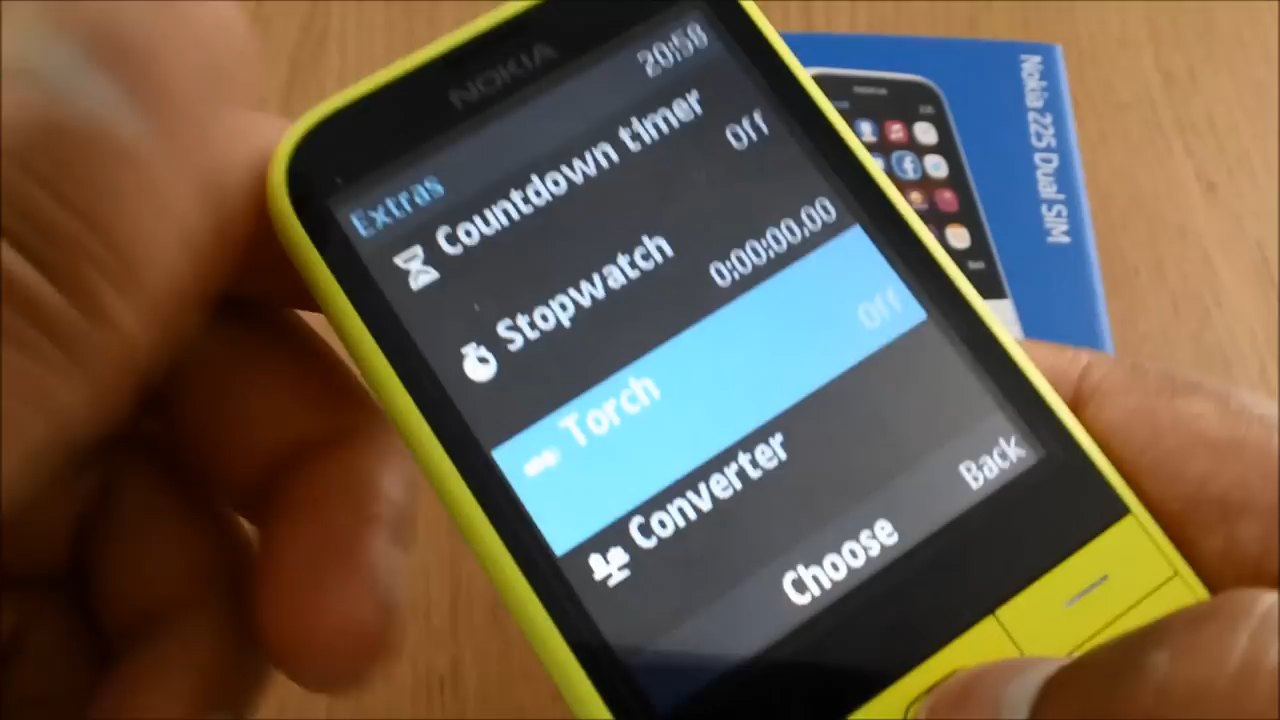 NOKIA
20:58
Extras
Countdown timer
Off
Stopwatch
0:00:00,00
Torch
Off
Converter
Choose
Back
Nokia 225 Dual SIM